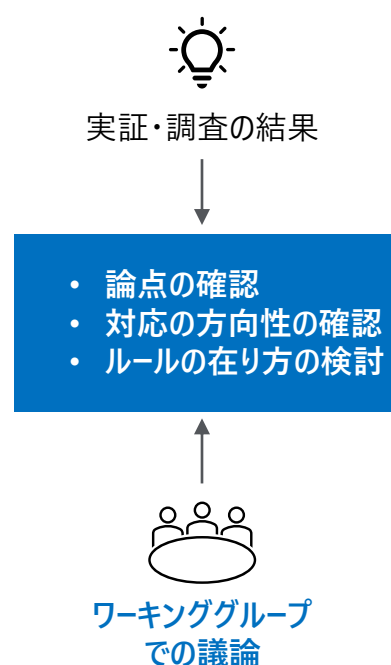 実証・調査の結果
• 論点の確認
• 対応の方向性の確認
• ルールの在り方の検討
ワーキンググループ
での議論